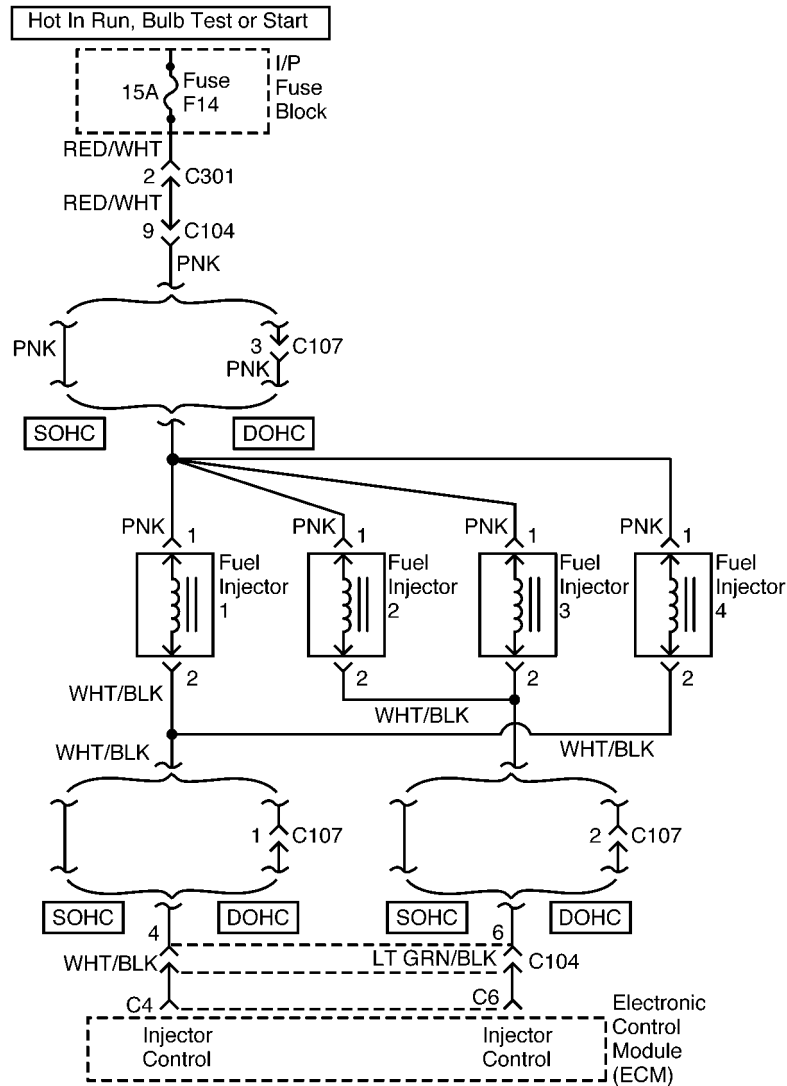 Hot In Run, Bulb Test or Start
I/P
Fuse
Block
15A
Fuse
F14
RED/WHT
2
C301
RED/WHT
9
C104
PNK
PNK
3
C107
PNK
SOHC
DOHC
PNK
1
PNK
1
PNK
1
PNK
1
Fuel
Injector
1
Fuel
Injector
2
Fuel
Injector
3
Fuel
Injector
4
2
2
2
2
WHT/BLK
WHT/BLK
WHT/BLK
WHT/BLK
1
C107
2
C107
SOHC
DOHC
SOHC
DOHC
4
6
WHT/BLK
LT GRN/BLK
C104
C4
C6
Injector
Control
Injector
Control
Electronic
Control
Module
(ECM)